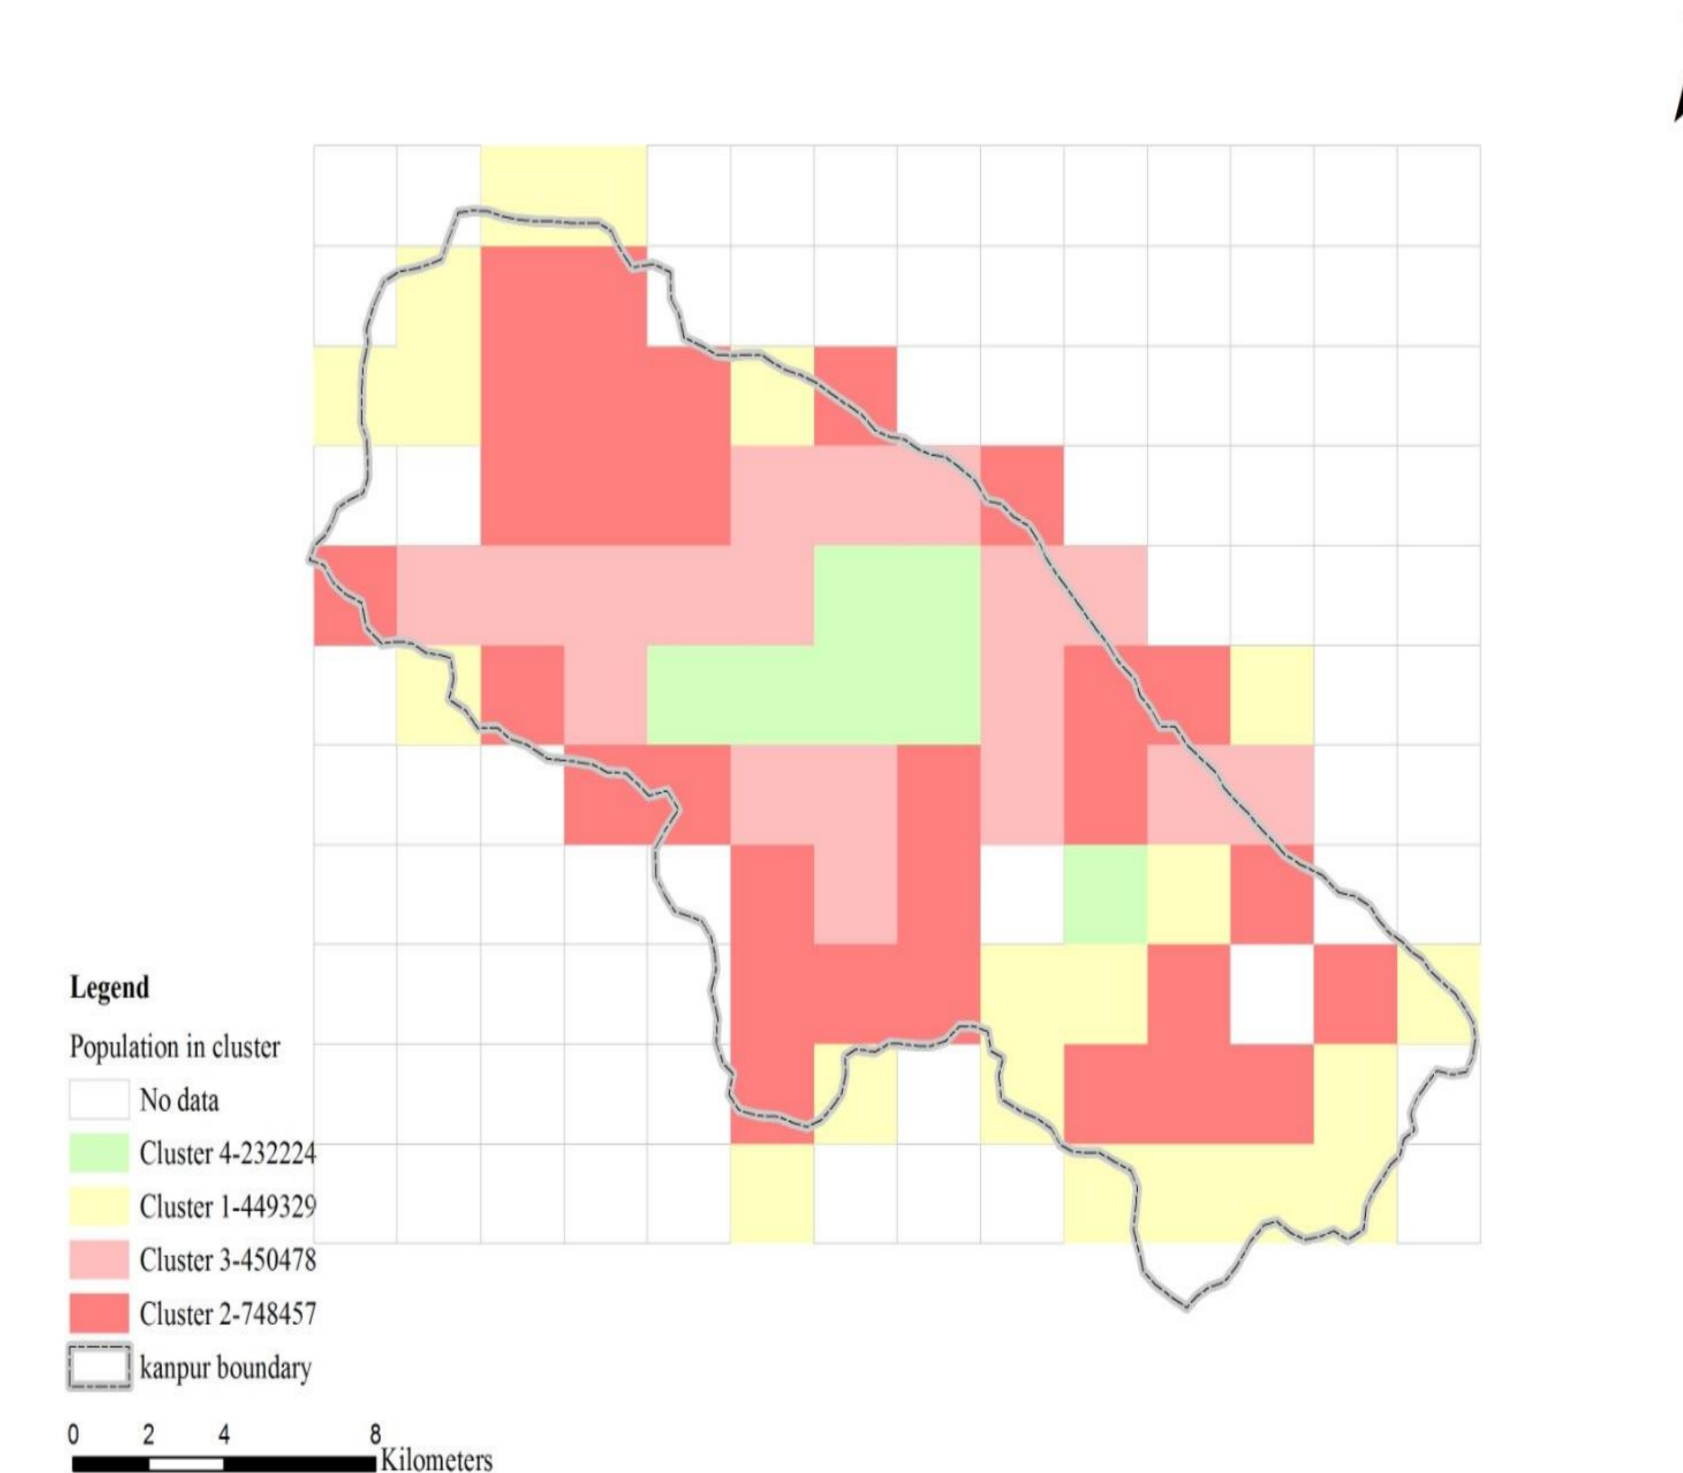 Legend
Population in cluster
No data
Cluster 4-232224
Cluster 1-449329
Cluster 3-450478
Cluster 2-748457
kanpur boundary
0 2 4 8
Kilometers